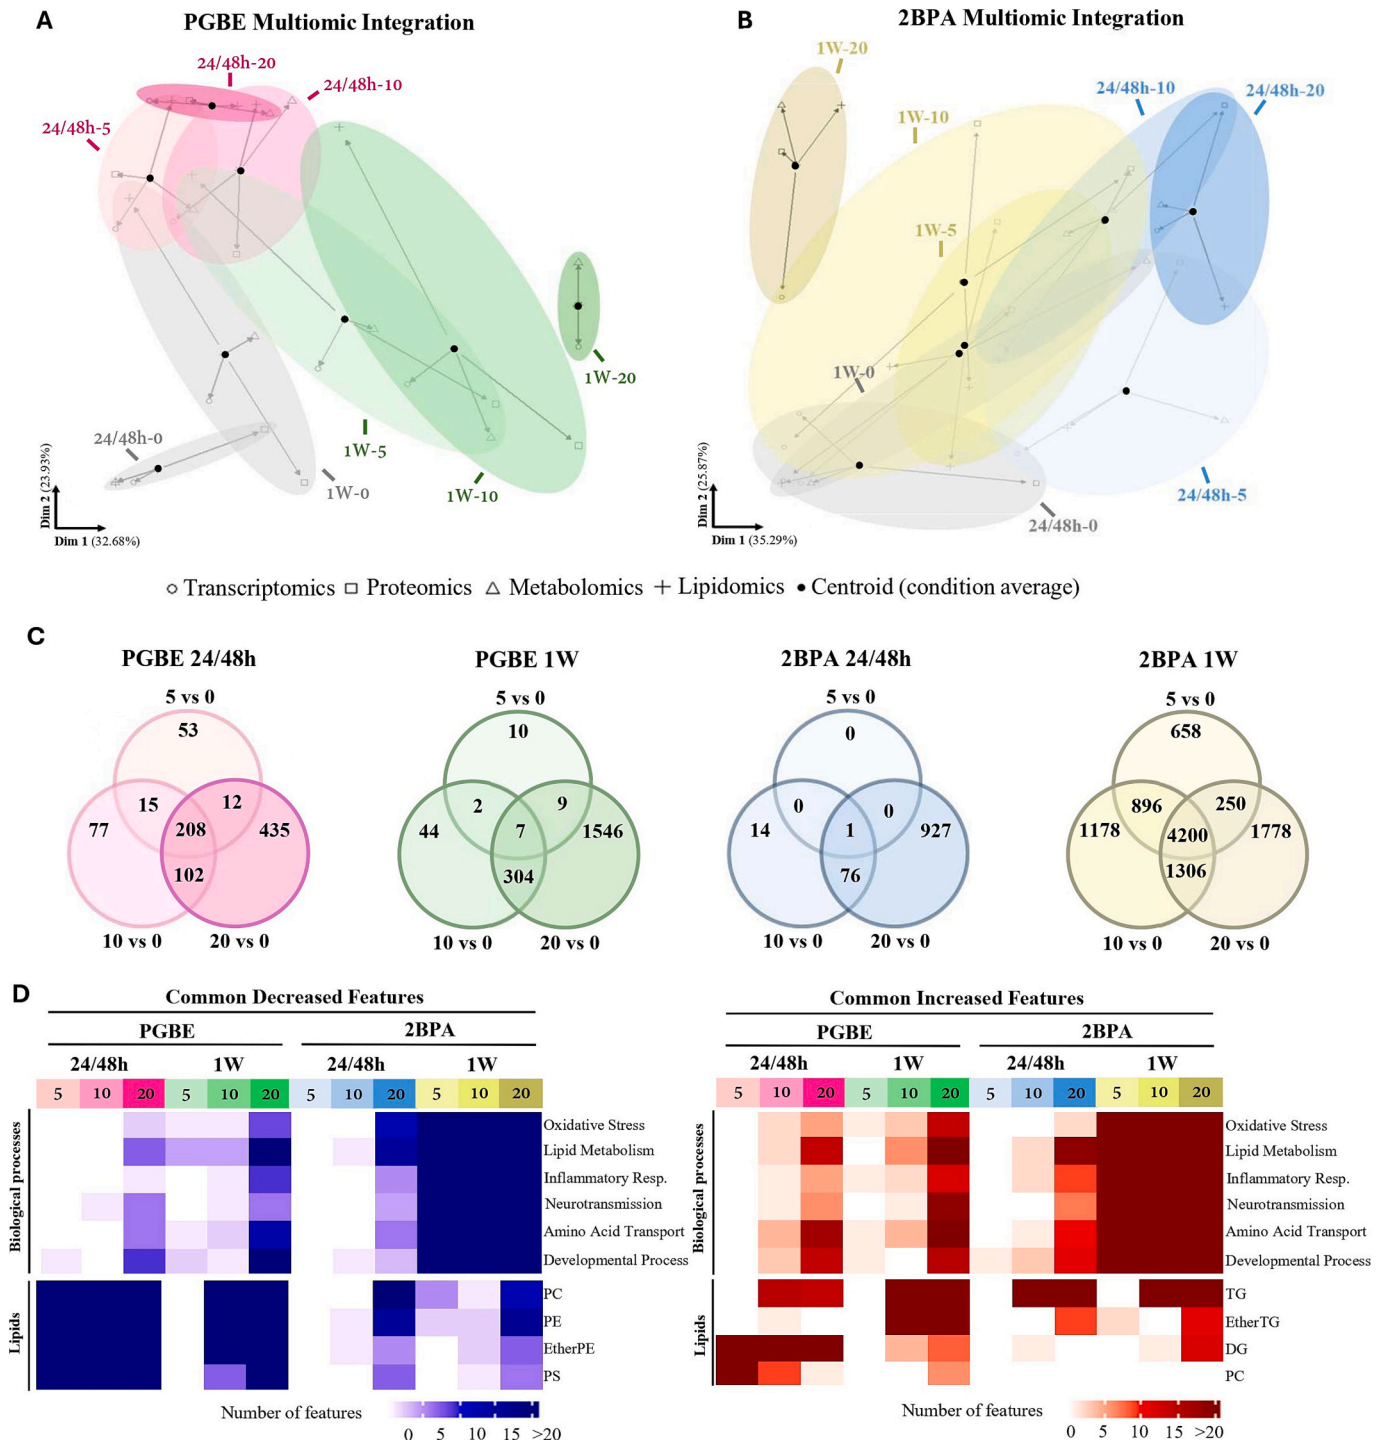 A
PGBE Multiomic Integration
24/48h-20
24/48h-10
24/48h-5
24/48h-0
1W-0
1W-5
1W-10
1W-20
Dim 2 (23.93%)
Dim 1 (32.68%)
B
2BPA Multiomic Integration
1W-20
24/48h-10
24/48h-20
1W-10
1W-5
1W-0
24/48h-5
24/48h-0
Dim 2 (25.87%)
Dim 1 (35.29%)
Transcriptomics Proteomics Metabolomics Lipidomics Centroid (condition average)
C
PGBE 24/48h
5 vs 0
53
15
12
77
208
435
102
10 vs 0
20 vs 0
PGBE 1W
5 vs 0
10
2
9
44
7
1546
304
10 vs 0
20 vs 0
2BPA 24/48h
5 vs 0
0
0
0
14
1
927
76
10 vs 0
20 vs 0
2BPA 1W
5 vs 0
658
896
250
1178
4200
1778
1306
10 vs 0
20 vs 0
D
Common Decreased Features
PGBE
2BPA
24/48h 1W 24/48h 1W
5 10 20 5 10 20 5 10 20 5 10 20
Biological processes
Oxidative Stress
Lipid Metabolism
Inflammatory Resp.
Neurotransmission
Amino Acid Transport
Developmental Process
Lipids
PC
PE
EtherPE
PS
Number of features
0 5 10 15 >20
Common Increased Features
PGBE
2BPA
24/48h 1W 24/48h 1W
5 10 20 5 10 20 5 10 20 5 10 20
Biological processes
Oxidative Stress
Lipid Metabolism
Inflammatory Resp.
Neurotransmission
Amino Acid Transport
Developmental Process
Lipids
TG
EtherTG
DG
PC
Number of features
0 5 10 15 >20